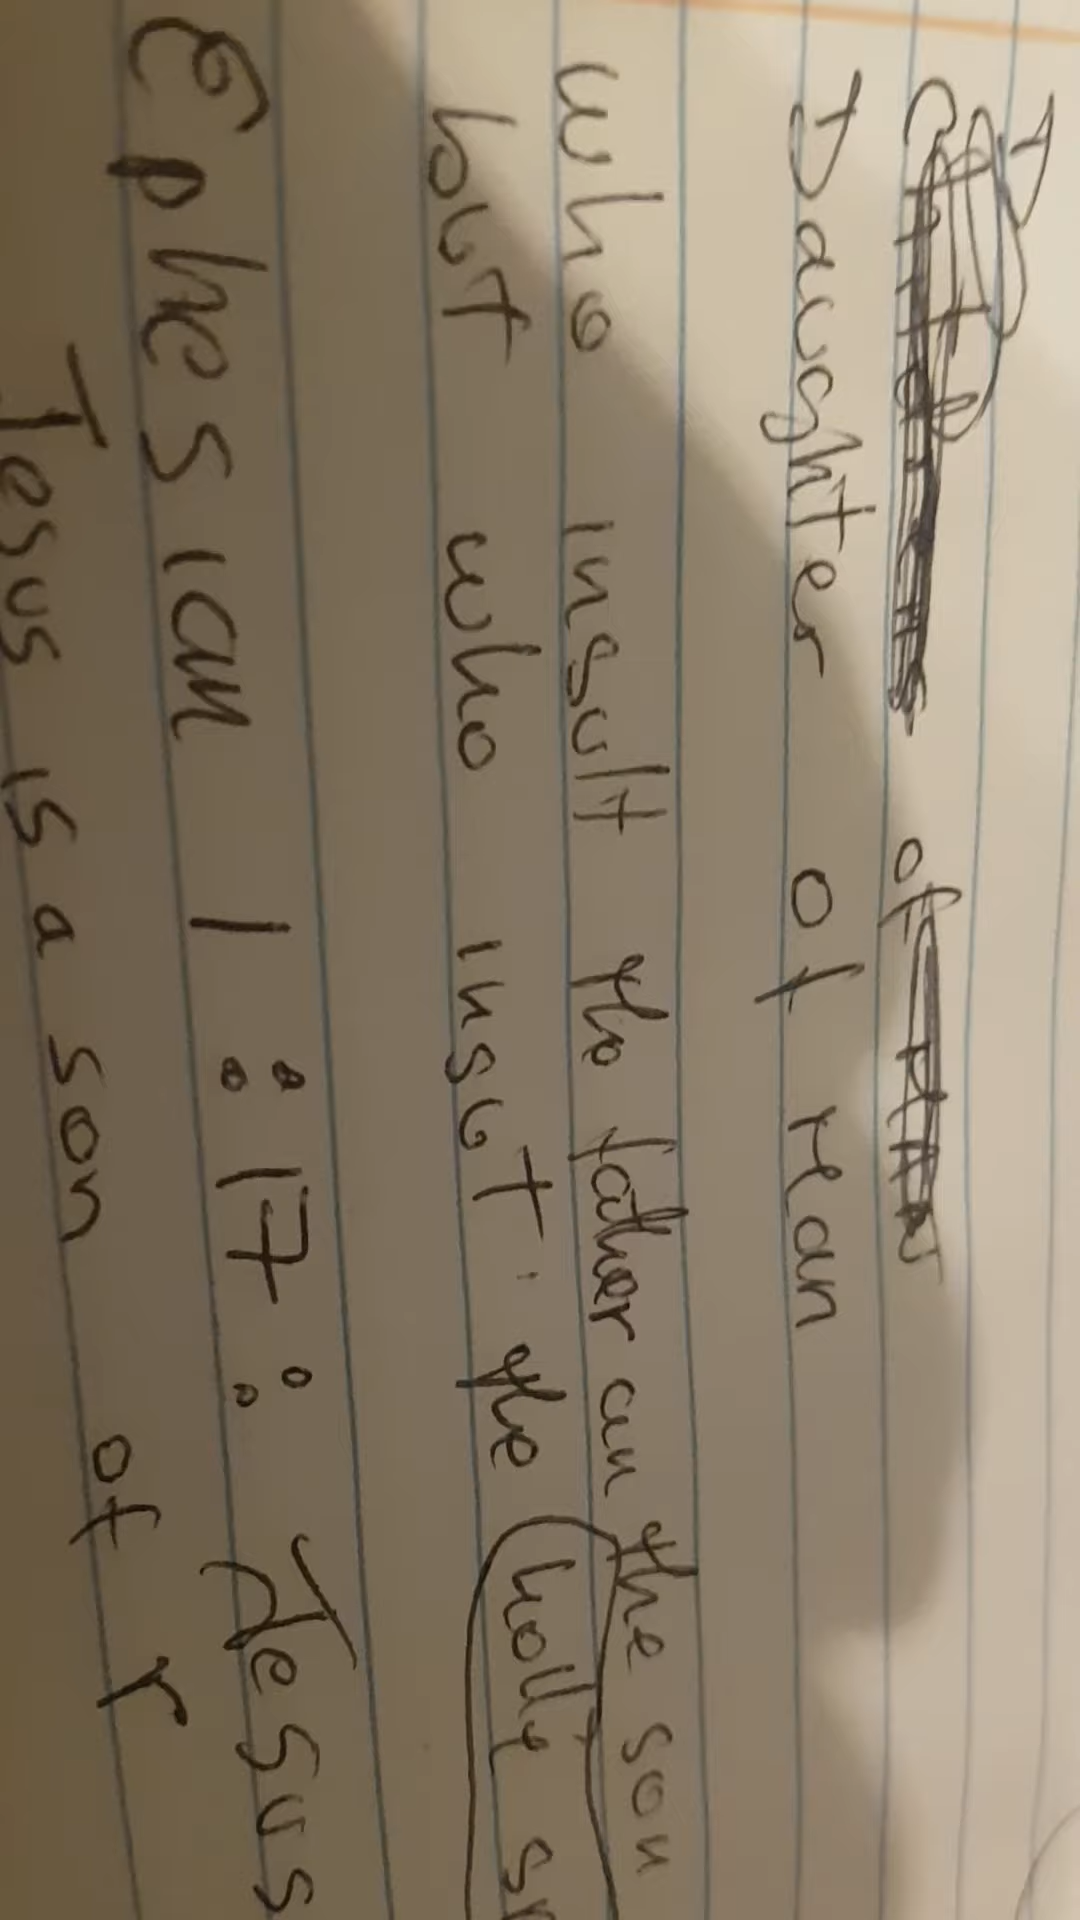 of
Daughter of Man
who insult the father an the son
but who insut the holly
Ephesian 1:17: Jesus
Jesus is a son of